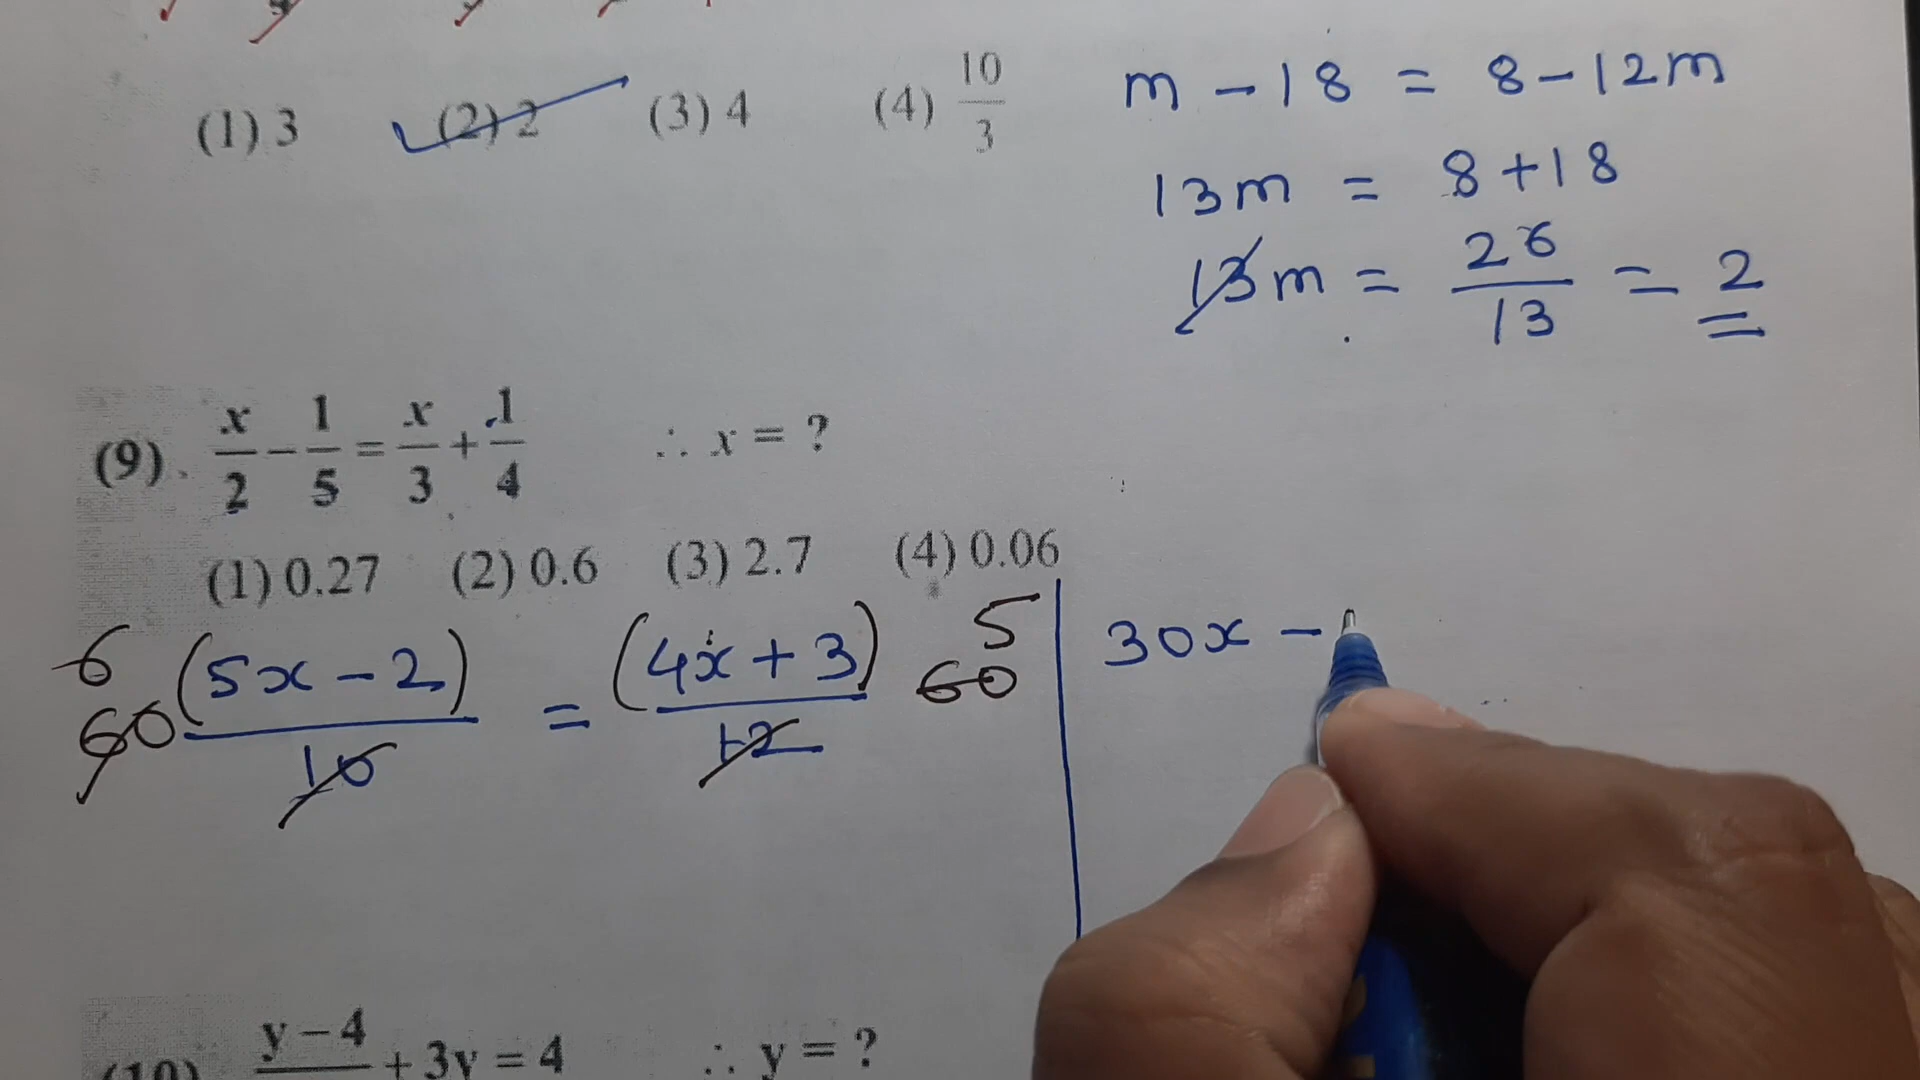 (1) 3 (2) 2 (3) 4 (4) 10/3
m - 18 = 8 - 12m
13m = 8 + 18
13m = 26/13 = 2
(9). x/2 - 1/5 = x/3 + 1/4 ∴ x = ?
(1) 0.27 (2) 0.6 (3) 2.7 (4) 0.06
6 5
60 (5x - 2)/10 = (4x + 3)/12 60
30x -
(10) y - 4 + 3y = 4 ∴ y = ?